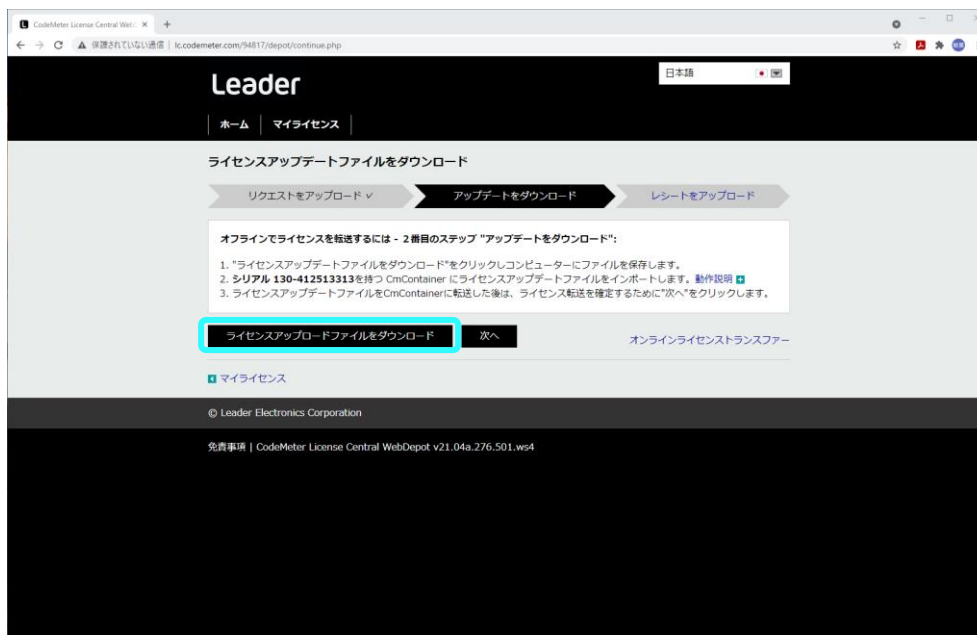 CodeMeter License Central Web
保護されていない通信 | lc.codemeter.com/94817/depot/continue.php
Leader
日本語
ホーム
マイライセンス
ライセンスアップデートファイルをダウンロード
リクエストをアップロード ✓
アップデートをダウンロード
レシートをアップロード
オフラインでライセンスを転送するには - 2番目のステップ "アップデートをダウンロード":
1. "ライセンスアップデートファイルをダウンロード"をクリックしコンピューターにファイルを保存します。
2. シリアル 130-412513313を持つ CmContainer にライセンスアップデートファイルをインポートします。動作説明
3. ライセンスアップデートファイルをCmContainerに転送した後は、ライセンス転送を確定するために"次へ"をクリックします。
ライセンスアップロードファイルをダウンロード
次へ
オンラインライセンストランスファー
マイライセンス
© Leader Electronics Corporation
免責事項 | CodeMeter License Central WebDepot v21.04a.276.501.ws4